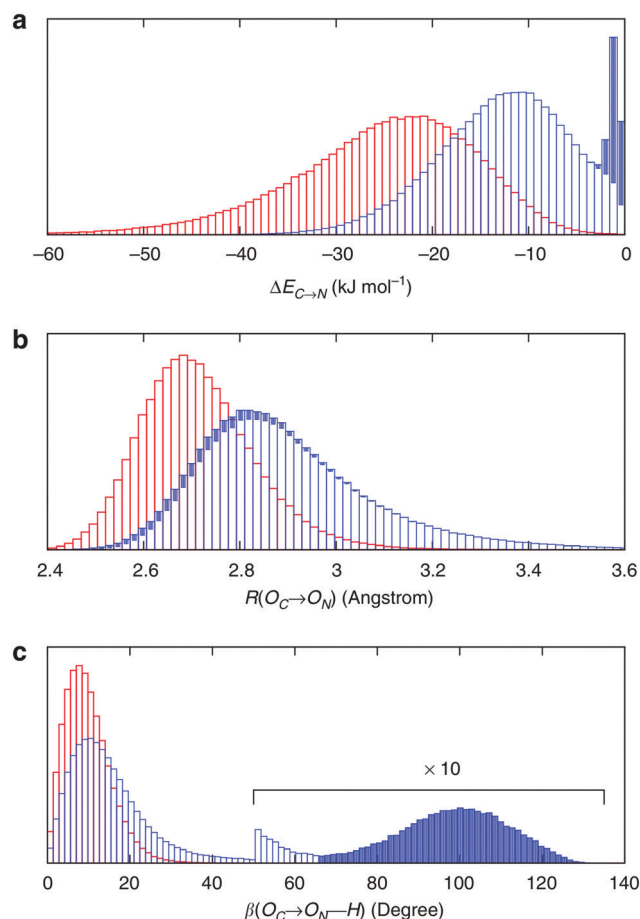 a
−60 −50 −40 −30 −20 −10 0
ΔE_C→N (kJ mol⁻¹)
b
2.4 2.6 2.8 3 3.2 3.4 3.6
R(O_C→O_N) (Angstrom)
c
× 10
0 20 40 60 80 100 120 140
β(O_C→O_N—H) (Degree)